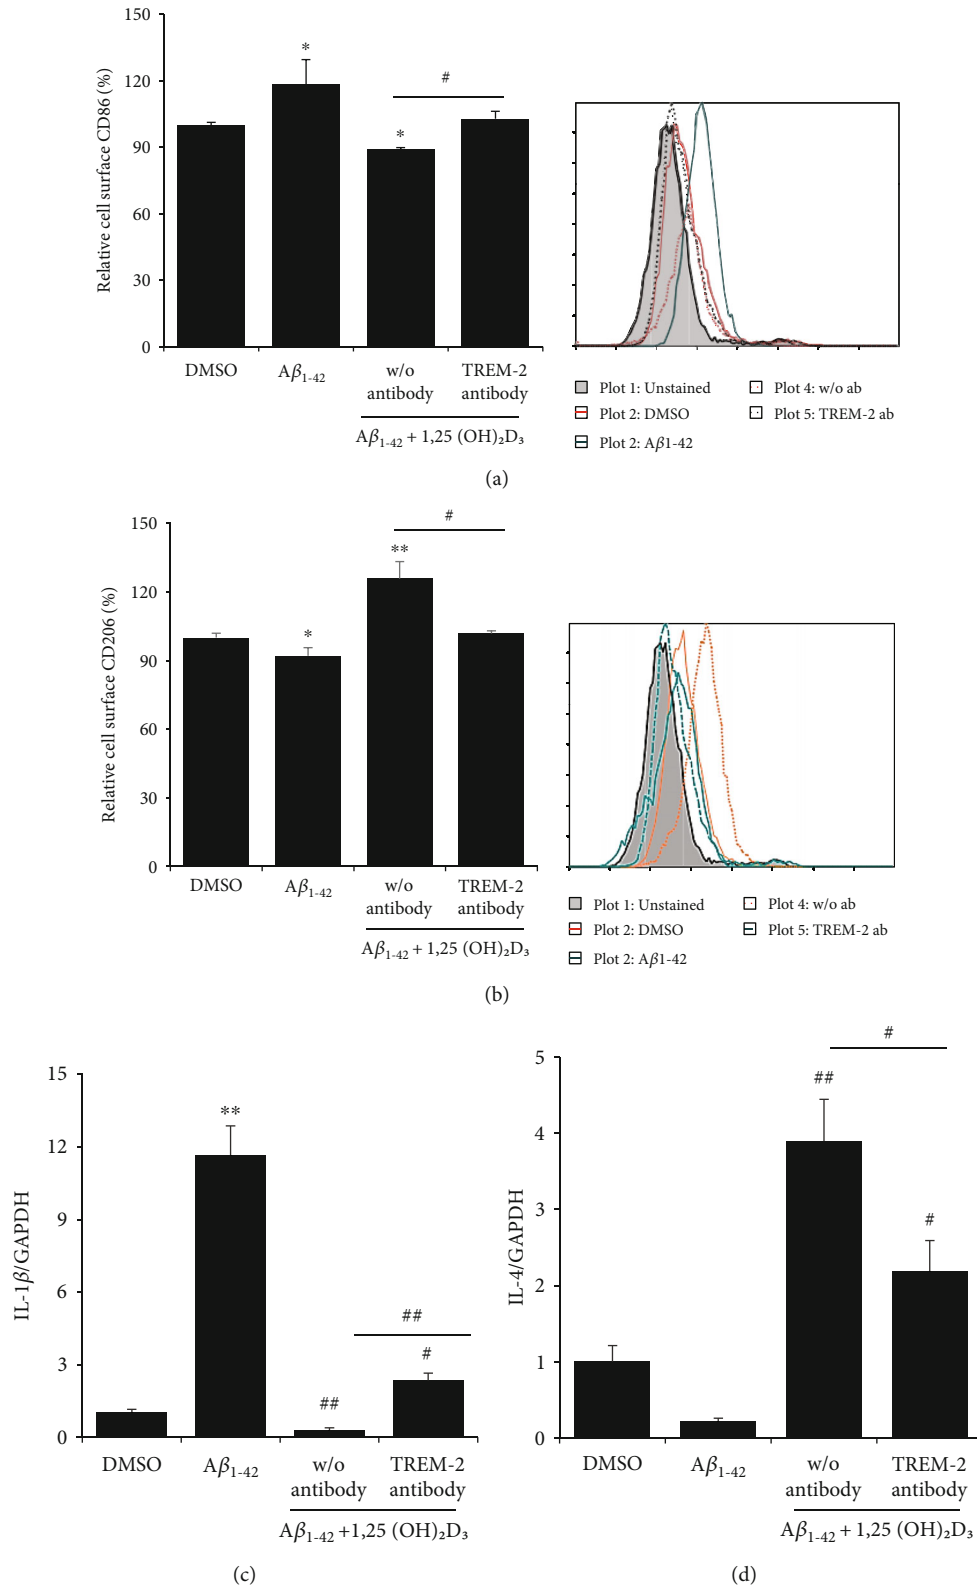 150
120
90
60
30
0
Relative cell surface CD86 (%)
*
*
#
DMSO
Aβ1-42
w/o antibody
TREM-2 antibody
Aβ1-42 + 1,25 (OH)₂D₃
Plot 1: Unstained
Plot 2: DMSO
Plot 2: Aβ1-42
Plot 4: w/o ab
Plot 5: TREM-2 ab
(a)
150
120
90
60
30
0
Relative cell surface CD206 (%)
*
**
#
DMSO
Aβ1-42
w/o antibody
TREM-2 antibody
Aβ1-42 + 1,25 (OH)₂D₃
Plot 1: Unstained
Plot 2: DMSO
Plot 2: Aβ1-42
Plot 4: w/o ab
Plot 5: TREM-2 ab
(b)
15
12
9
6
3
0
IL-1β/GAPDH
**
##
##
#
DMSO
Aβ1-42
w/o antibody
TREM-2 antibody
Aβ1-42 +1,25 (OH)₂D₃
(c)
5
4
3
2
1
0
IL-4/GAPDH
##
#
#
DMSO
Aβ1-42
w/o antibody
TREM-2 antibody
Aβ1-42 + 1,25 (OH)₂D₃
(d)